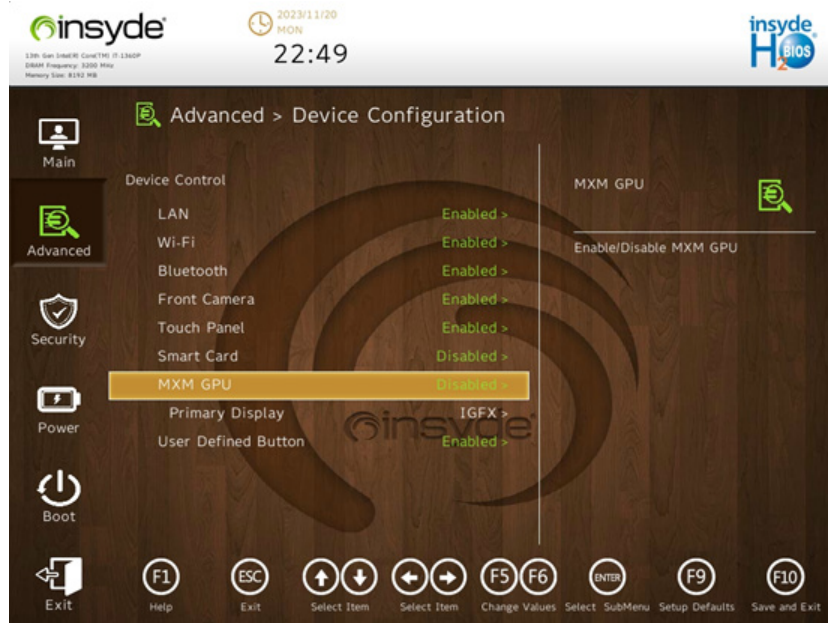 insyde
13th Gen Intel(R) Core(TM) i7-1360P
DRAM Frequency: 3200 MHz
Memory Size: 8192 MB
2023/11/20
MON
22:49
insyde
H2O BIOS
Advanced > Device Configuration
Main
Advanced
Security
Power
Boot
Exit
Device Control
LAN Enabled >
Wi-Fi Enabled >
Bluetooth Enabled >
Front Camera Enabled >
Touch Panel Enabled >
Smart Card Disabled >
MXM GPU Disabled >
Primary Display IGFX >
User Defined Button Enabled >
insyde
MXM GPU
Enable/Disable MXM GPU
F1
Help
ESC
Exit
Select Item
Select Item
F5 F6
Change Values
ENTER
Select SubMenu
F9
Setup Defaults
F10
Save and Exit